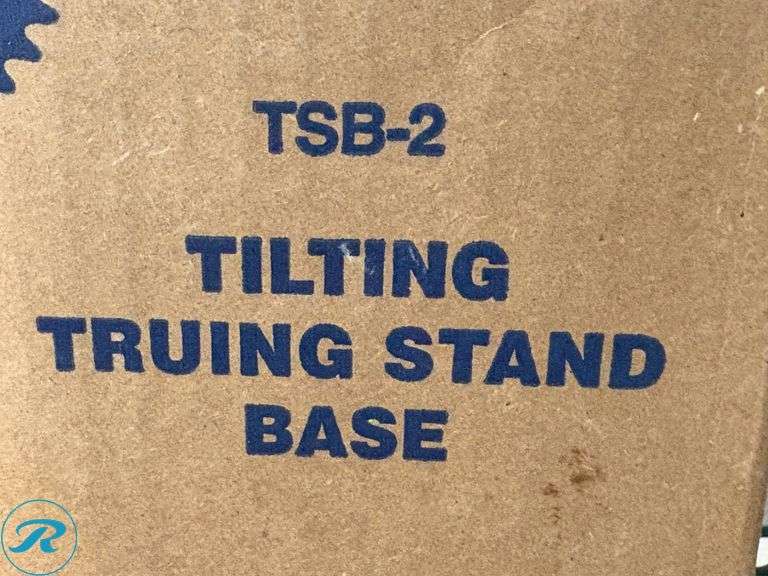 TSB-2
TILTING
TRUING STAND
BASE
R